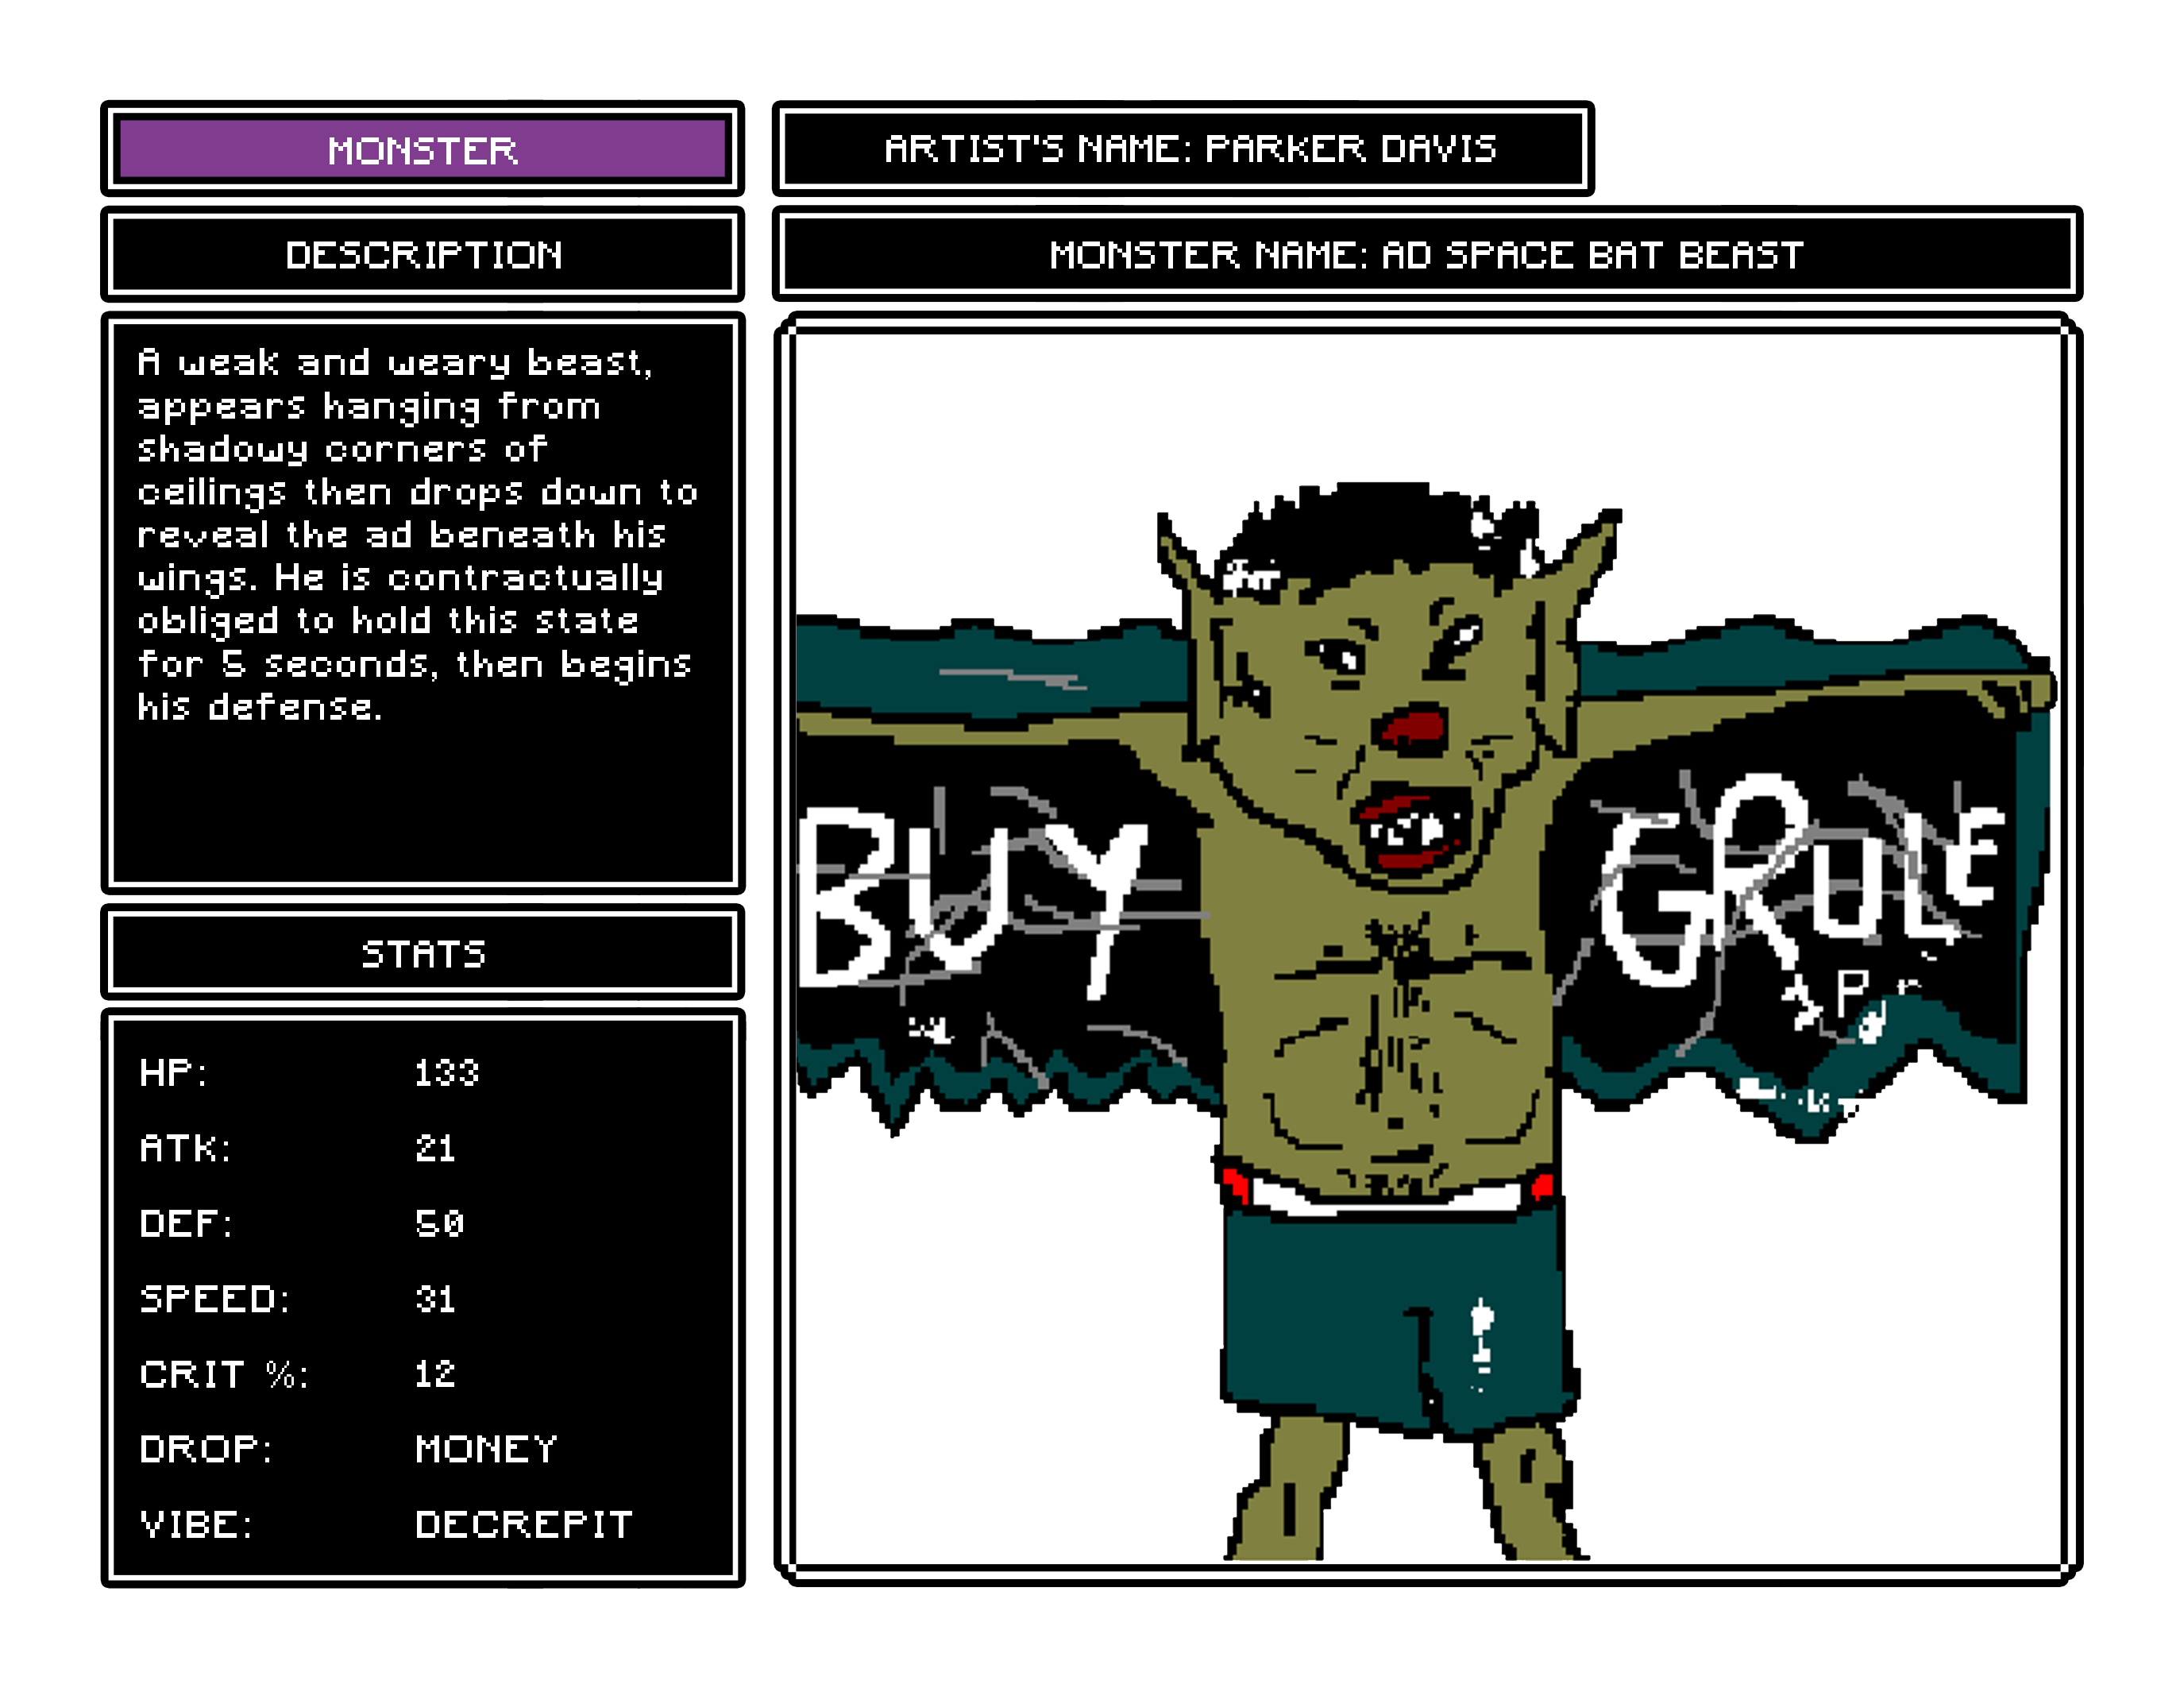 MONSTER
ARTIST'S NAME: PARKER DAVIS
DESCRIPTION
MONSTER NAME: AD SPACE BAT BEAST
A weak and weary beast,
appears hanging from
shadowy corners of
ceilings then drops down to
reveal the ad beneath his
wings. He is contractually
obliged to hold this state
for 5 seconds, then begins
his defense.
BUY GRULE
STATS
HP: 133
ATK: 21
DEF: 50
SPEED: 31
CRIT %: 12
DROP: MONEY
VIBE: DECREPIT